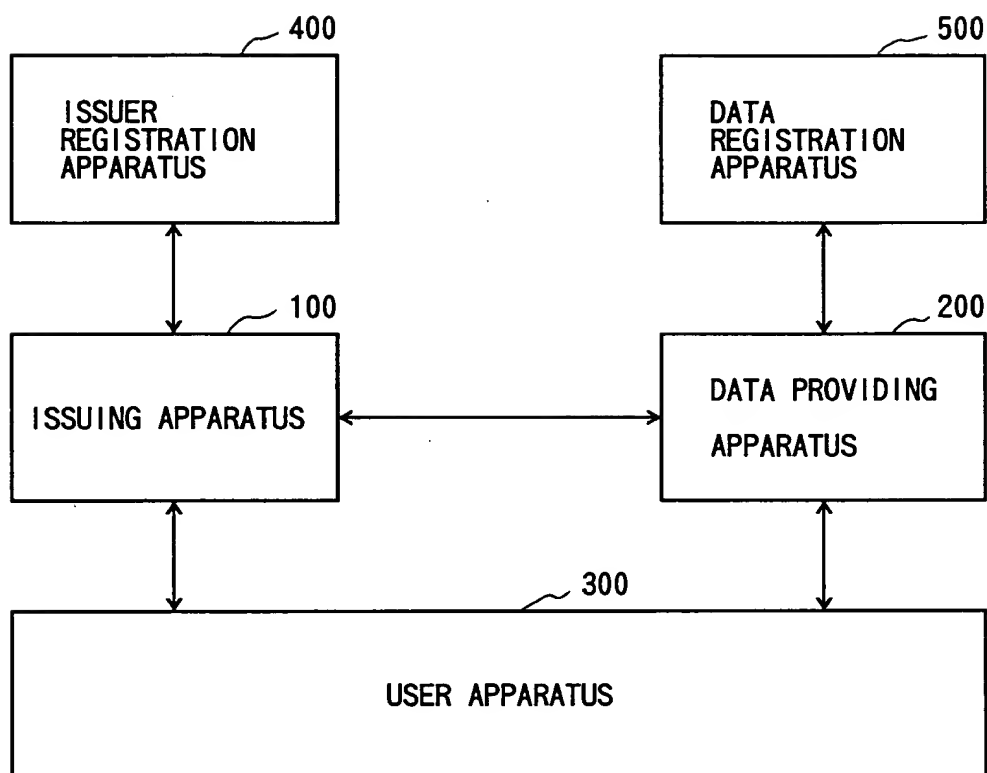 400
ISSUER
REGISTRATION
APPARATUS
500
DATA
REGISTRATION
APPARATUS
100
ISSUING APPARATUS
200
DATA PROVIDING
APPARATUS
300
USER APPARATUS